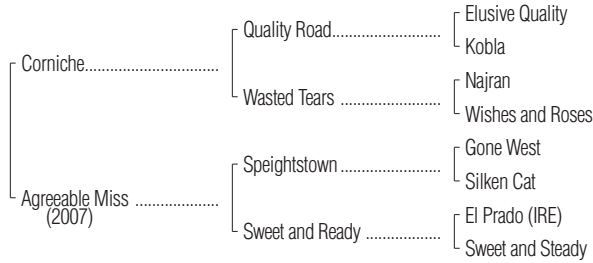 Elusive Quality
Quality Road
Kobla
Corniche
Najran
Wasted Tears
Wishes and Roses
Gone West
Speightstown
Silken Cat
Agreeable Miss
(2007)
El Prado (IRE)
Sweet and Ready
Sweet and Steady